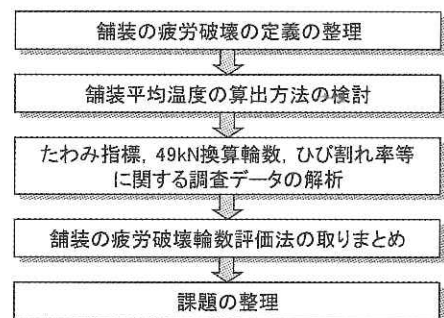 舗装の疲労破壊の定義の整理
舗装平均温度の算出方法の検討
たわみ指標，49kN換算輪数，ひび割れ率等
に関する調査データの解析
舗装の疲労破壊輪数評価法の取りまとめ
課題の整理